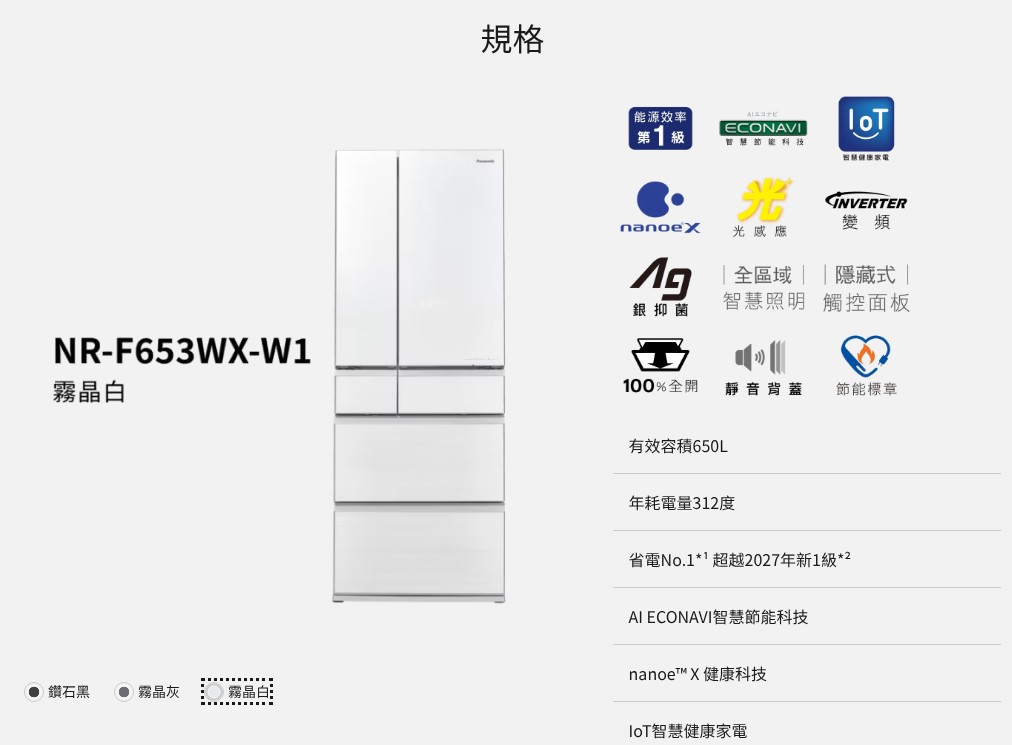 規格
能源效率
第1級
AIエコナビ
ECONAVI
智慧節能科技
IoT
智慧健康家電
nanoeX
光
光感應
INVERTER
變頻
Ag
銀抑菌
全區域
智慧照明
隱藏式
觸控面板
100%全開
靜音背蓋
節能標章
Panasonic
NR-F653WX-W1
霧晶白
有效容積650L
年耗電量312度
省電No.1*¹ 超越2027年新1級*²
AI ECONAVI智慧節能科技
nanoe™ X 健康科技
IoT智慧健康家電
鑽石黑
霧晶灰
霧晶白